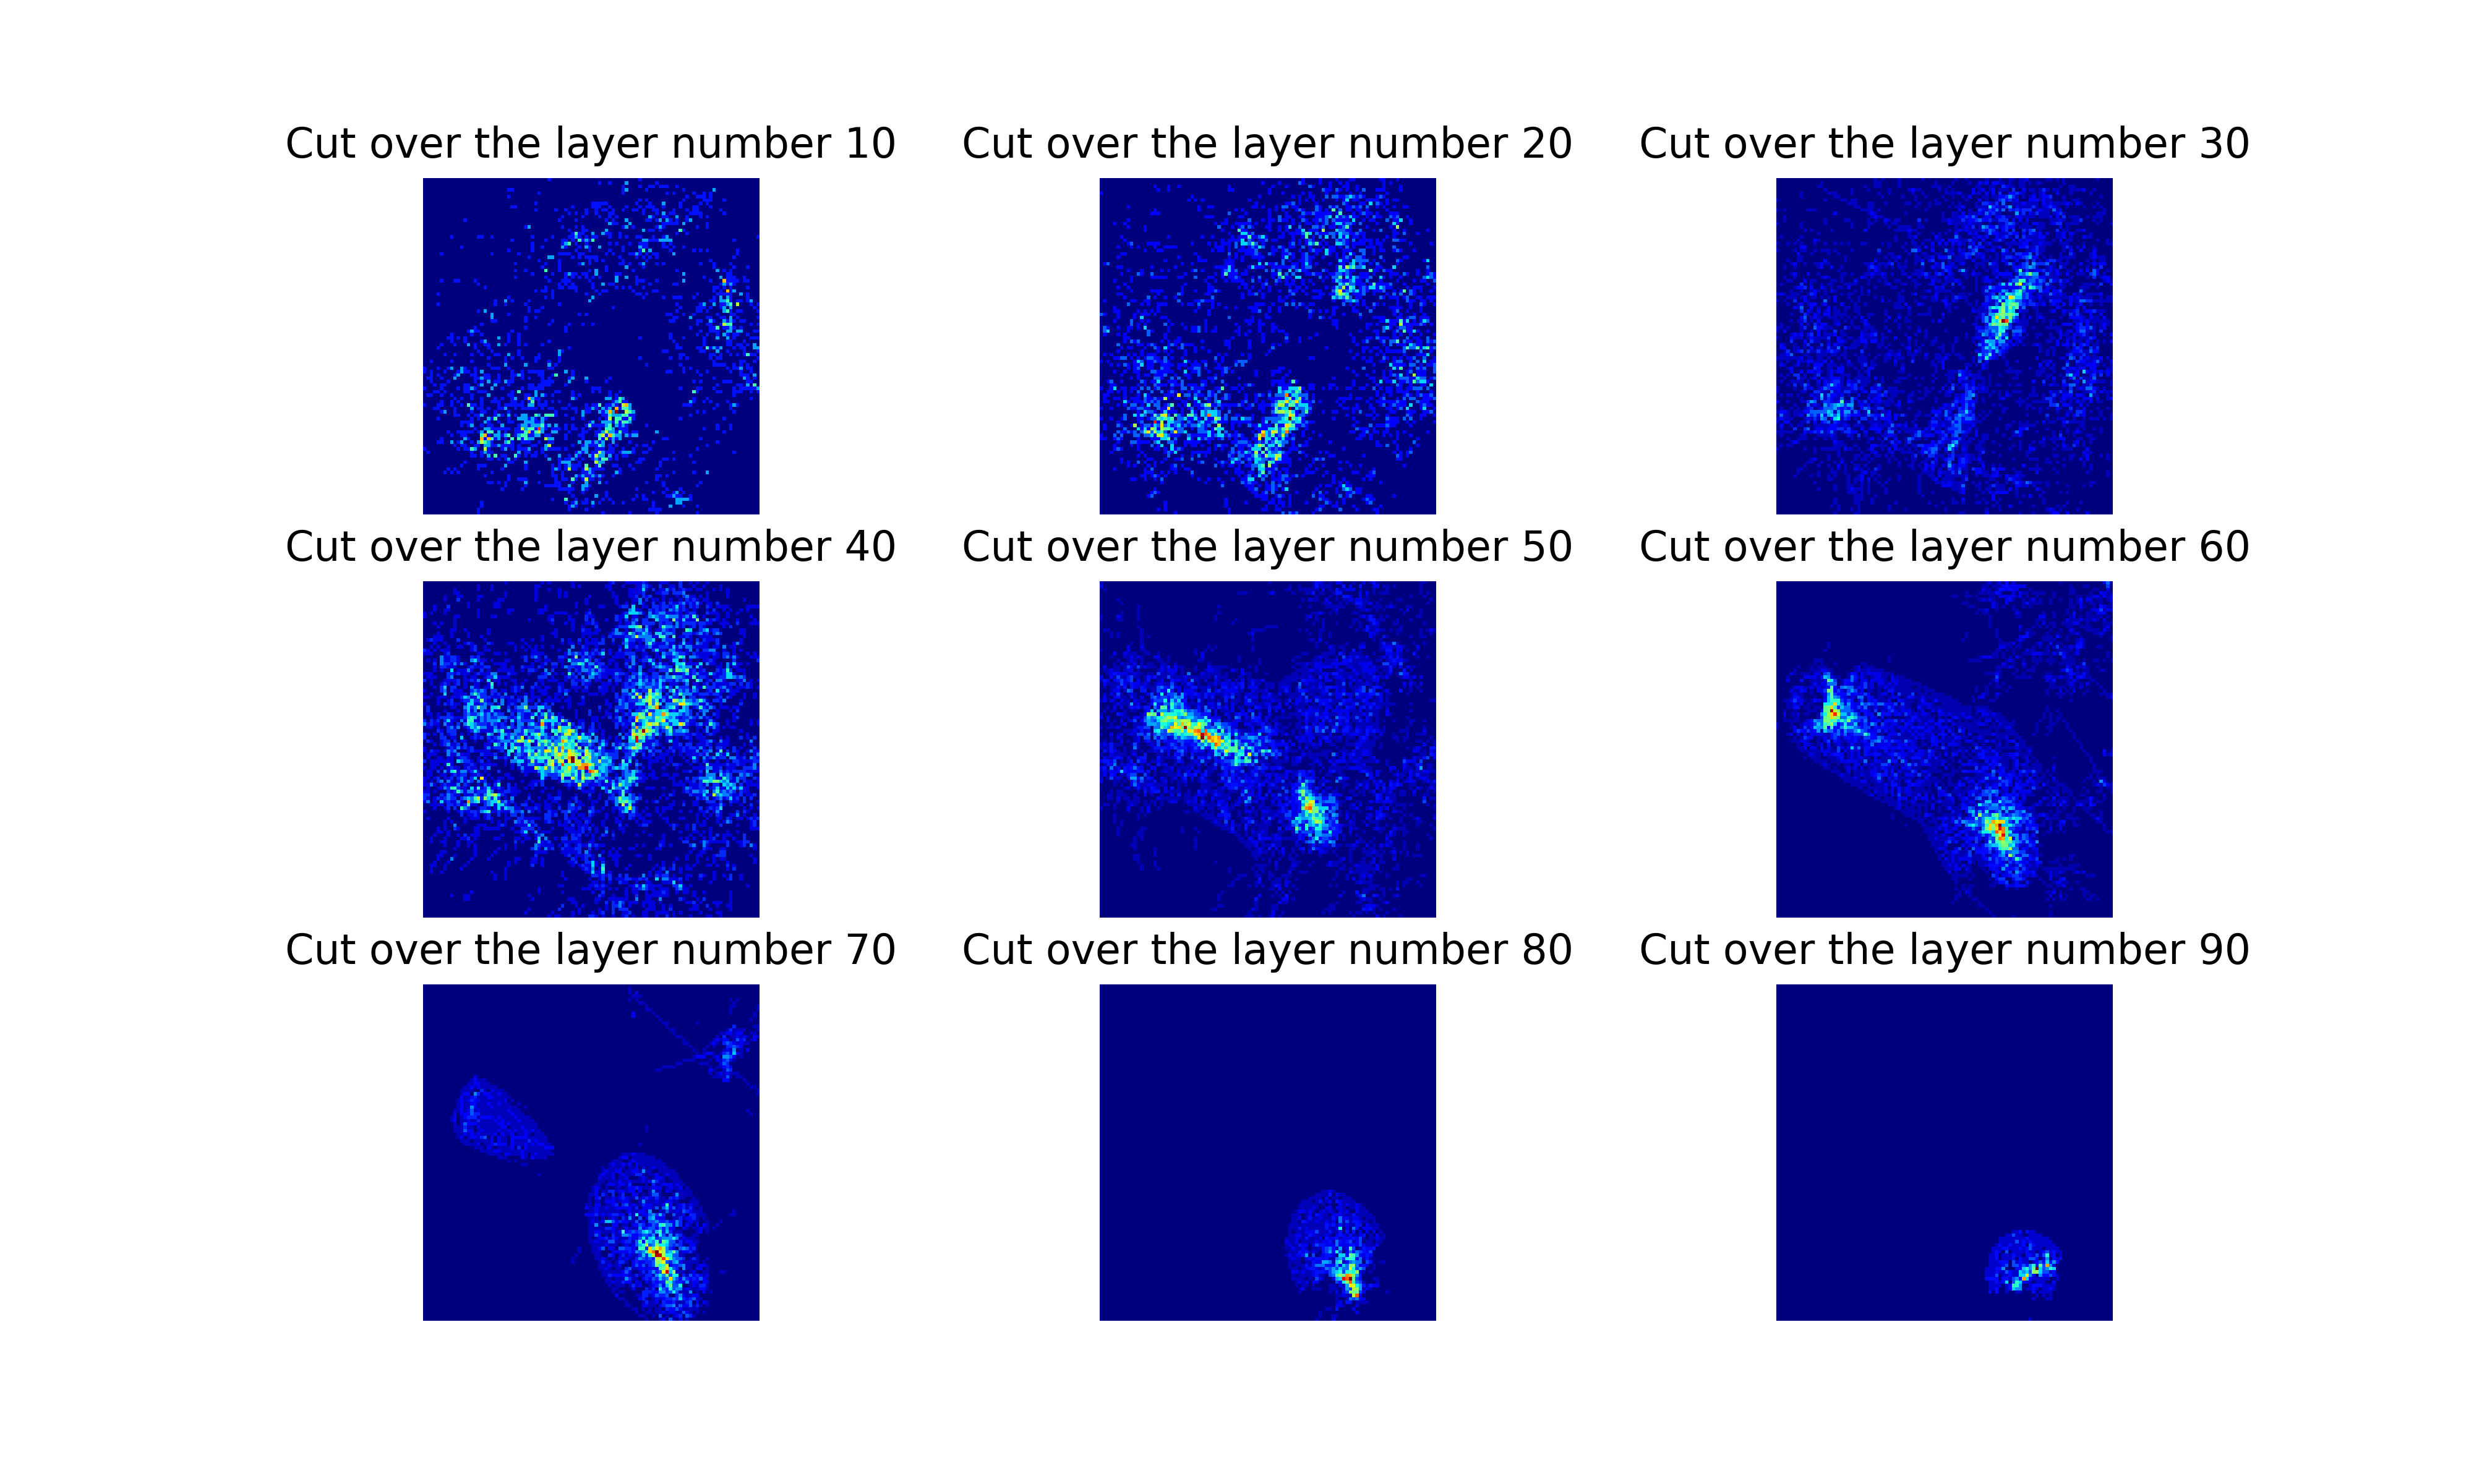 Cut over the layer number 10
Cut over the layer number 20
Cut over the layer number 30
Cut over the layer number 40
Cut over the layer number 50
Cut over the layer number 60
Cut over the layer number 70
Cut over the layer number 80
Cut over the layer number 90